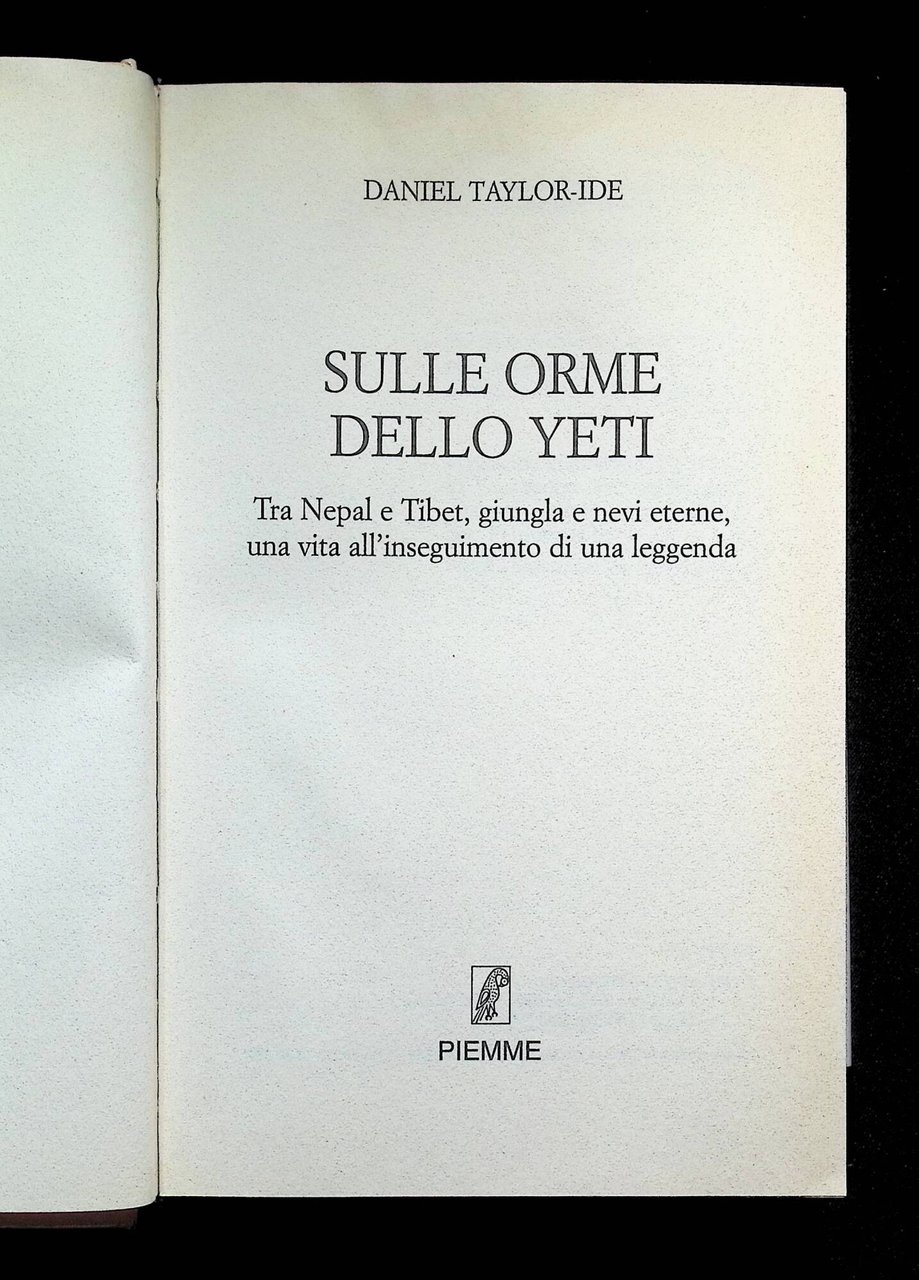 DANIEL TAYLOR-IDE
SULLE ORME
DELLO YETI
Tra Nepal e Tibet, giungla e nevi eterne,
una vita all'inseguimento di una leggenda
PIEMME